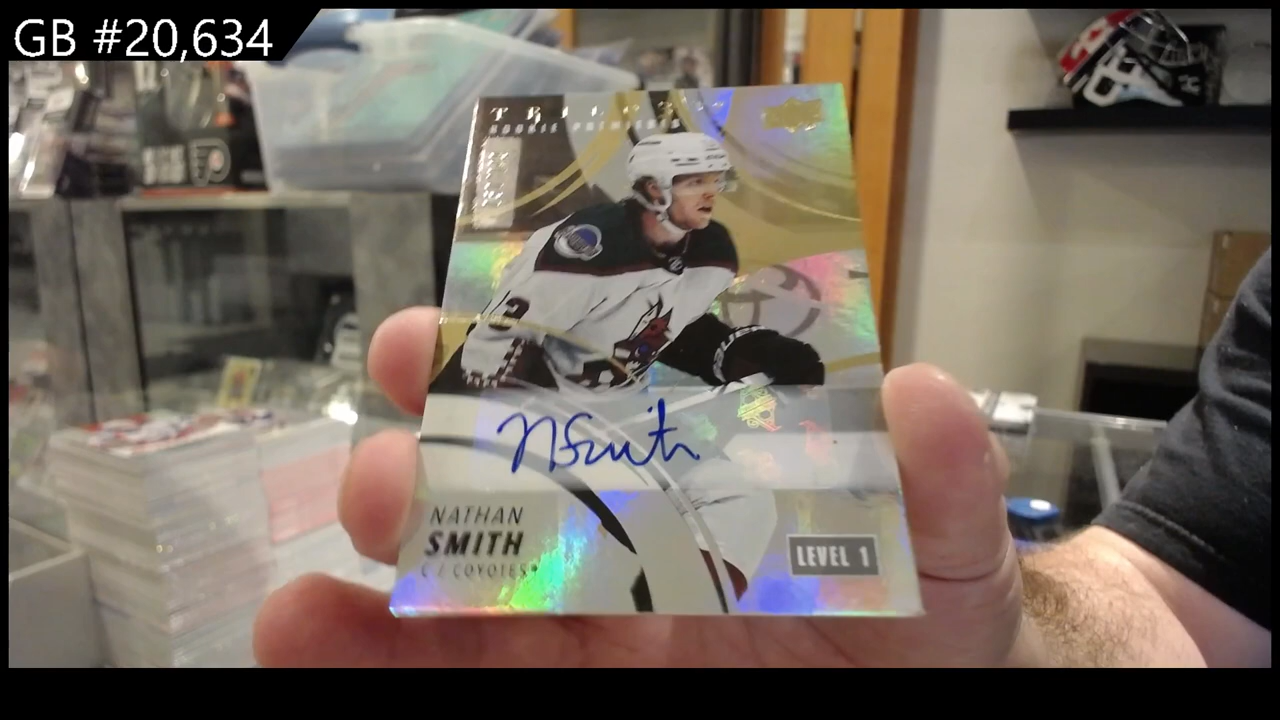 GB #20,634
TRILOGY
ROOKIE PREMIERES
N Smith
NATHAN
SMITH
C / COYOTES
LEVEL 1